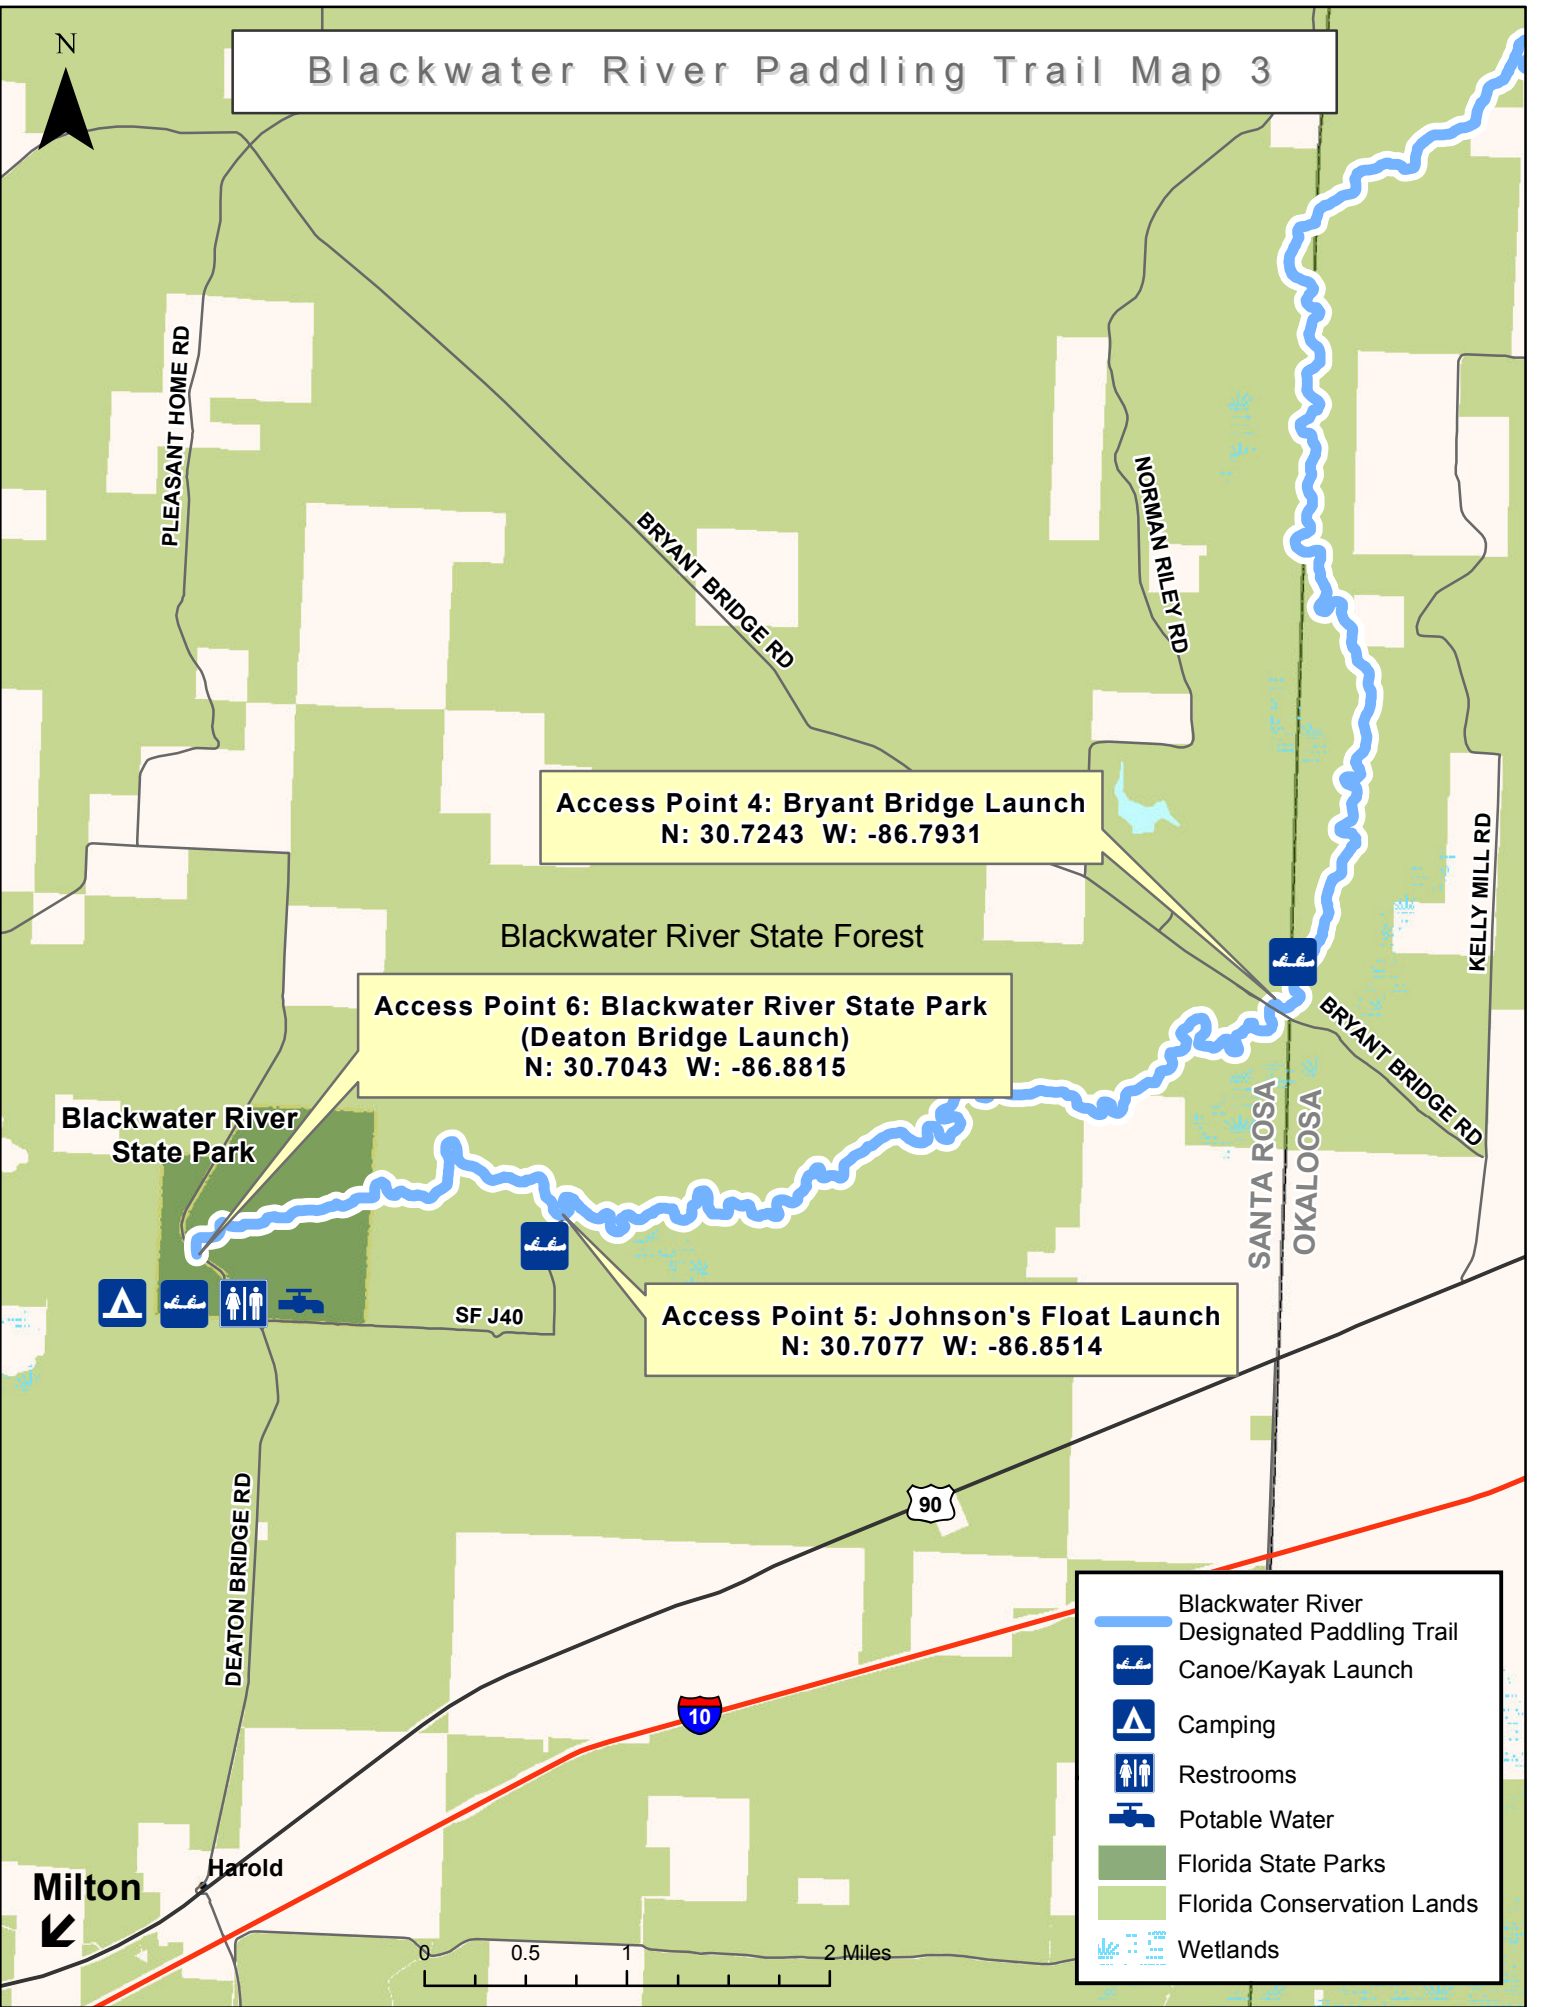 N
Blackwater River Paddling Trail Map 3
PLEASANT HOME RD
BRYANT BRIDGE RD
NORMAN RILEY RD
KELLY MILL RD
Access Point 4: Bryant Bridge Launch
N: 30.7243 W: -86.7931
Blackwater River State Forest
Access Point 6: Blackwater River State Park
(Deaton Bridge Launch)
N: 30.7043 W: -86.8815
BRYANT BRIDGE RD
SANTA ROSA
OKALOOSA
Blackwater River
State Park
SF J40
Access Point 5: Johnson's Float Launch
N: 30.7077 W: -86.8514
90
DEATON BRIDGE RD
10
Harold
Milton
0 0.5 1 2 Miles
Blackwater River
Designated Paddling Trail
Canoe/Kayak Launch
Camping
Restrooms
Potable Water
Florida State Parks
Florida Conservation Lands
Wetlands